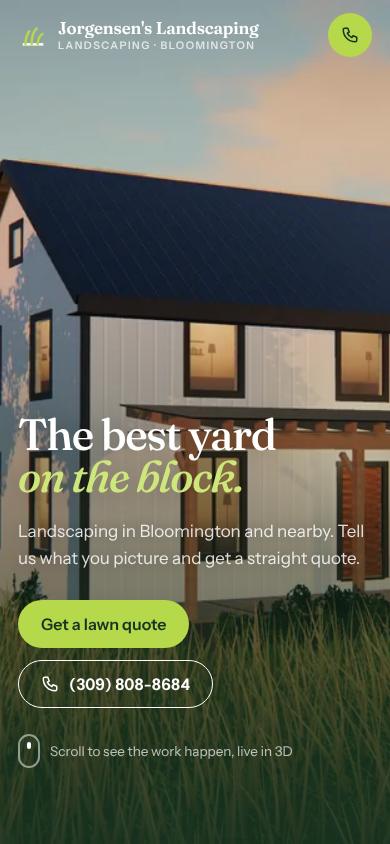 Jorgensen's Landscaping
LANDSCAPING · BLOOMINGTON
The best yard
on the block.
Landscaping in Bloomington and nearby. Tell
us what you picture and get a straight quote.
Get a lawn quote
(309) 808-8684
Scroll to see the work happen, live in 3D